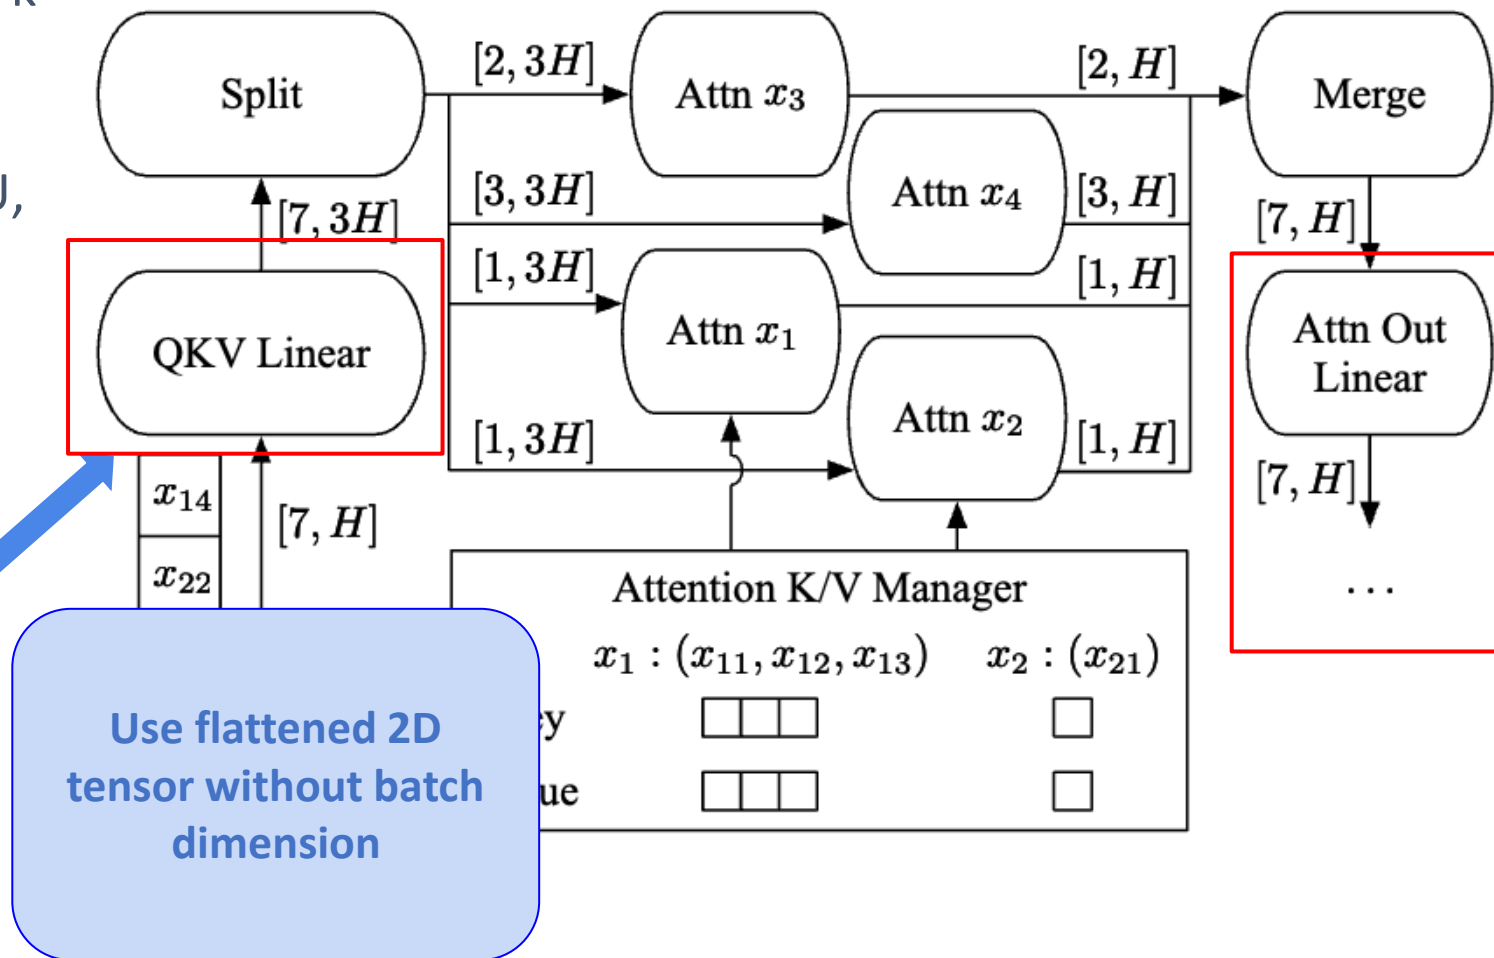 Split
[2, 3H]
Attn x₃
[2, H]
Merge
[3, 3H]
Attn x₄
[3, H]
[7, 3H]
[7, H]
[1, 3H]
Attn x₁
[1, H]
QKV Linear
Attn Out
Linear
[1, 3H]
Attn x₂
[1, H]
[7, H]
x₁₄
[7, H]
x₂₂
Attention K/V Manager
...
x₁ : (x₁₁, x₁₂, x₁₃)
x₂ : (x₂₁)
ey
ue
Use flattened 2D
tensor without batch
dimension